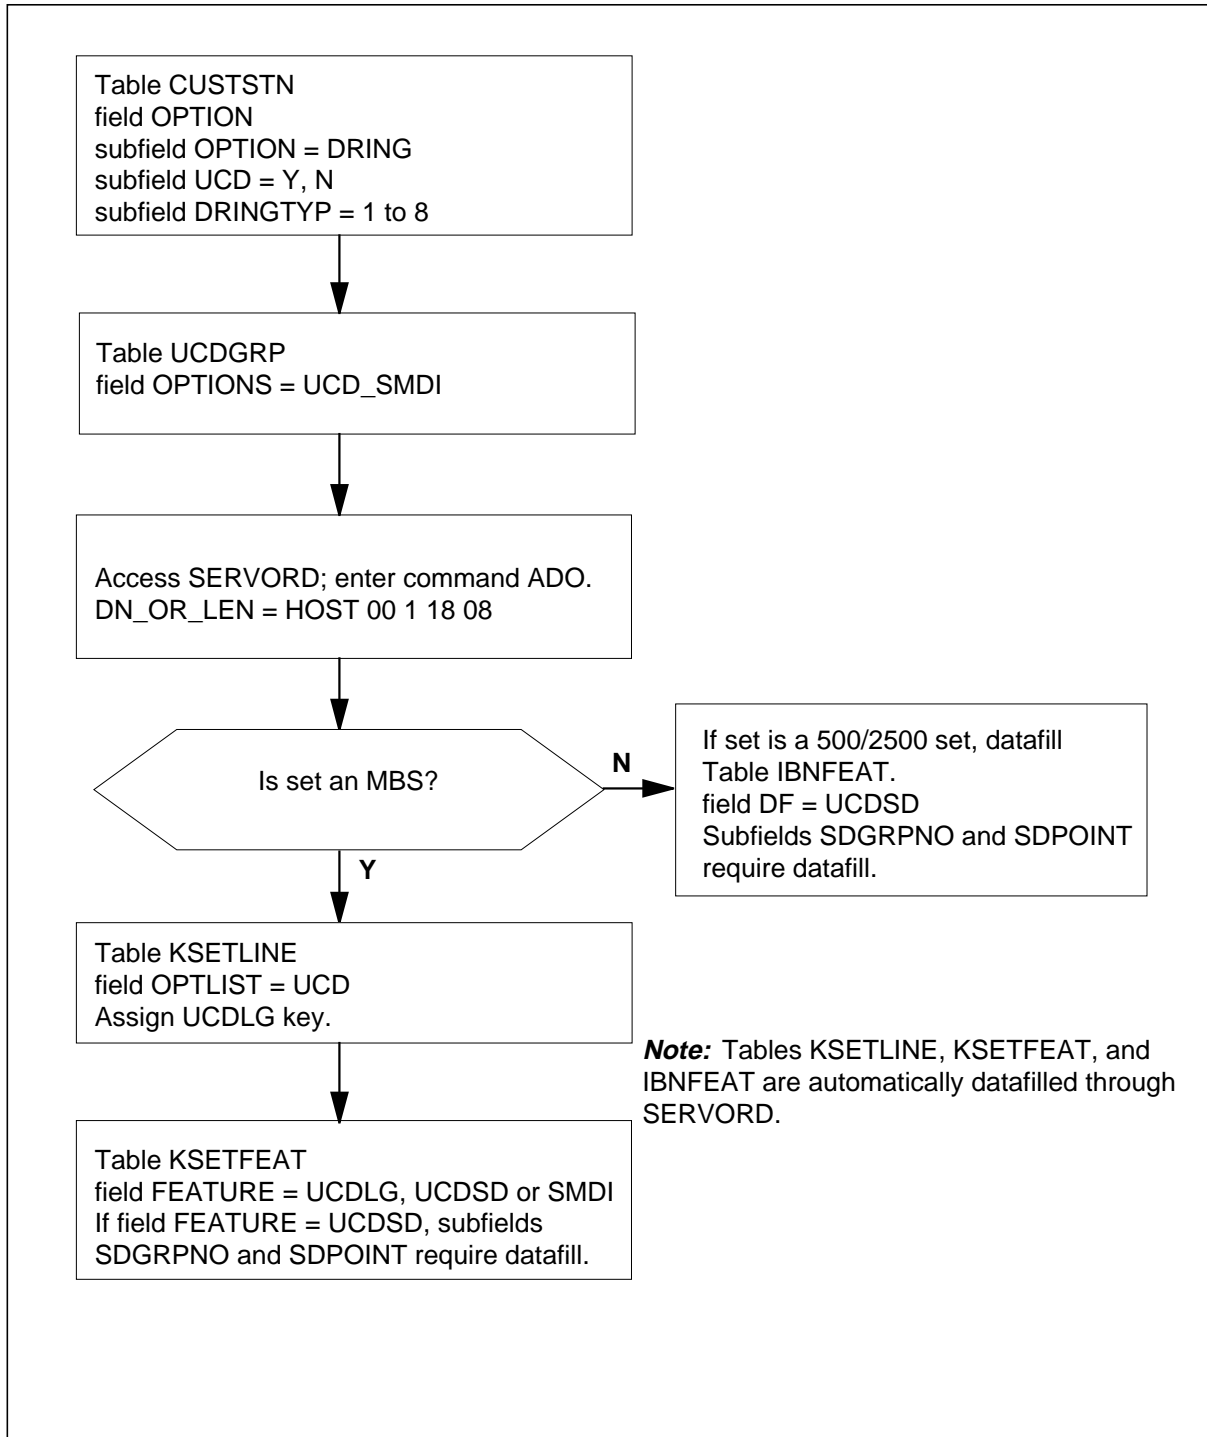 Table CUSTSTN
field OPTION
subfield OPTION = DRING
subfield UCD = Y, N
subfield DRINGTYP = 1 to 8
Table UCDGRP
field OPTIONS = UCD_SMDI
Access SERVORD; enter command ADO.
DN_OR_LEN = HOST 00 1 18 08
Is set an MBS?
N
If set is a 500/2500 set, datafill
Table IBNFEAT.
field DF = UCDSD
Subfields SDGRPNO and SDPOINT
require datafill.
Y
Table KSETLINE
field OPTLIST = UCD
Assign UCDLG key.
Note: Tables KSETLINE, KSETFEAT, and
IBNFEAT are automatically datafilled through
SERVORD.
Table KSETFEAT
field FEATURE = UCDLG, UCDSD or SMDI
If field FEATURE = UCDSD, subfields
SDGRPNO and SDPOINT require datafill.